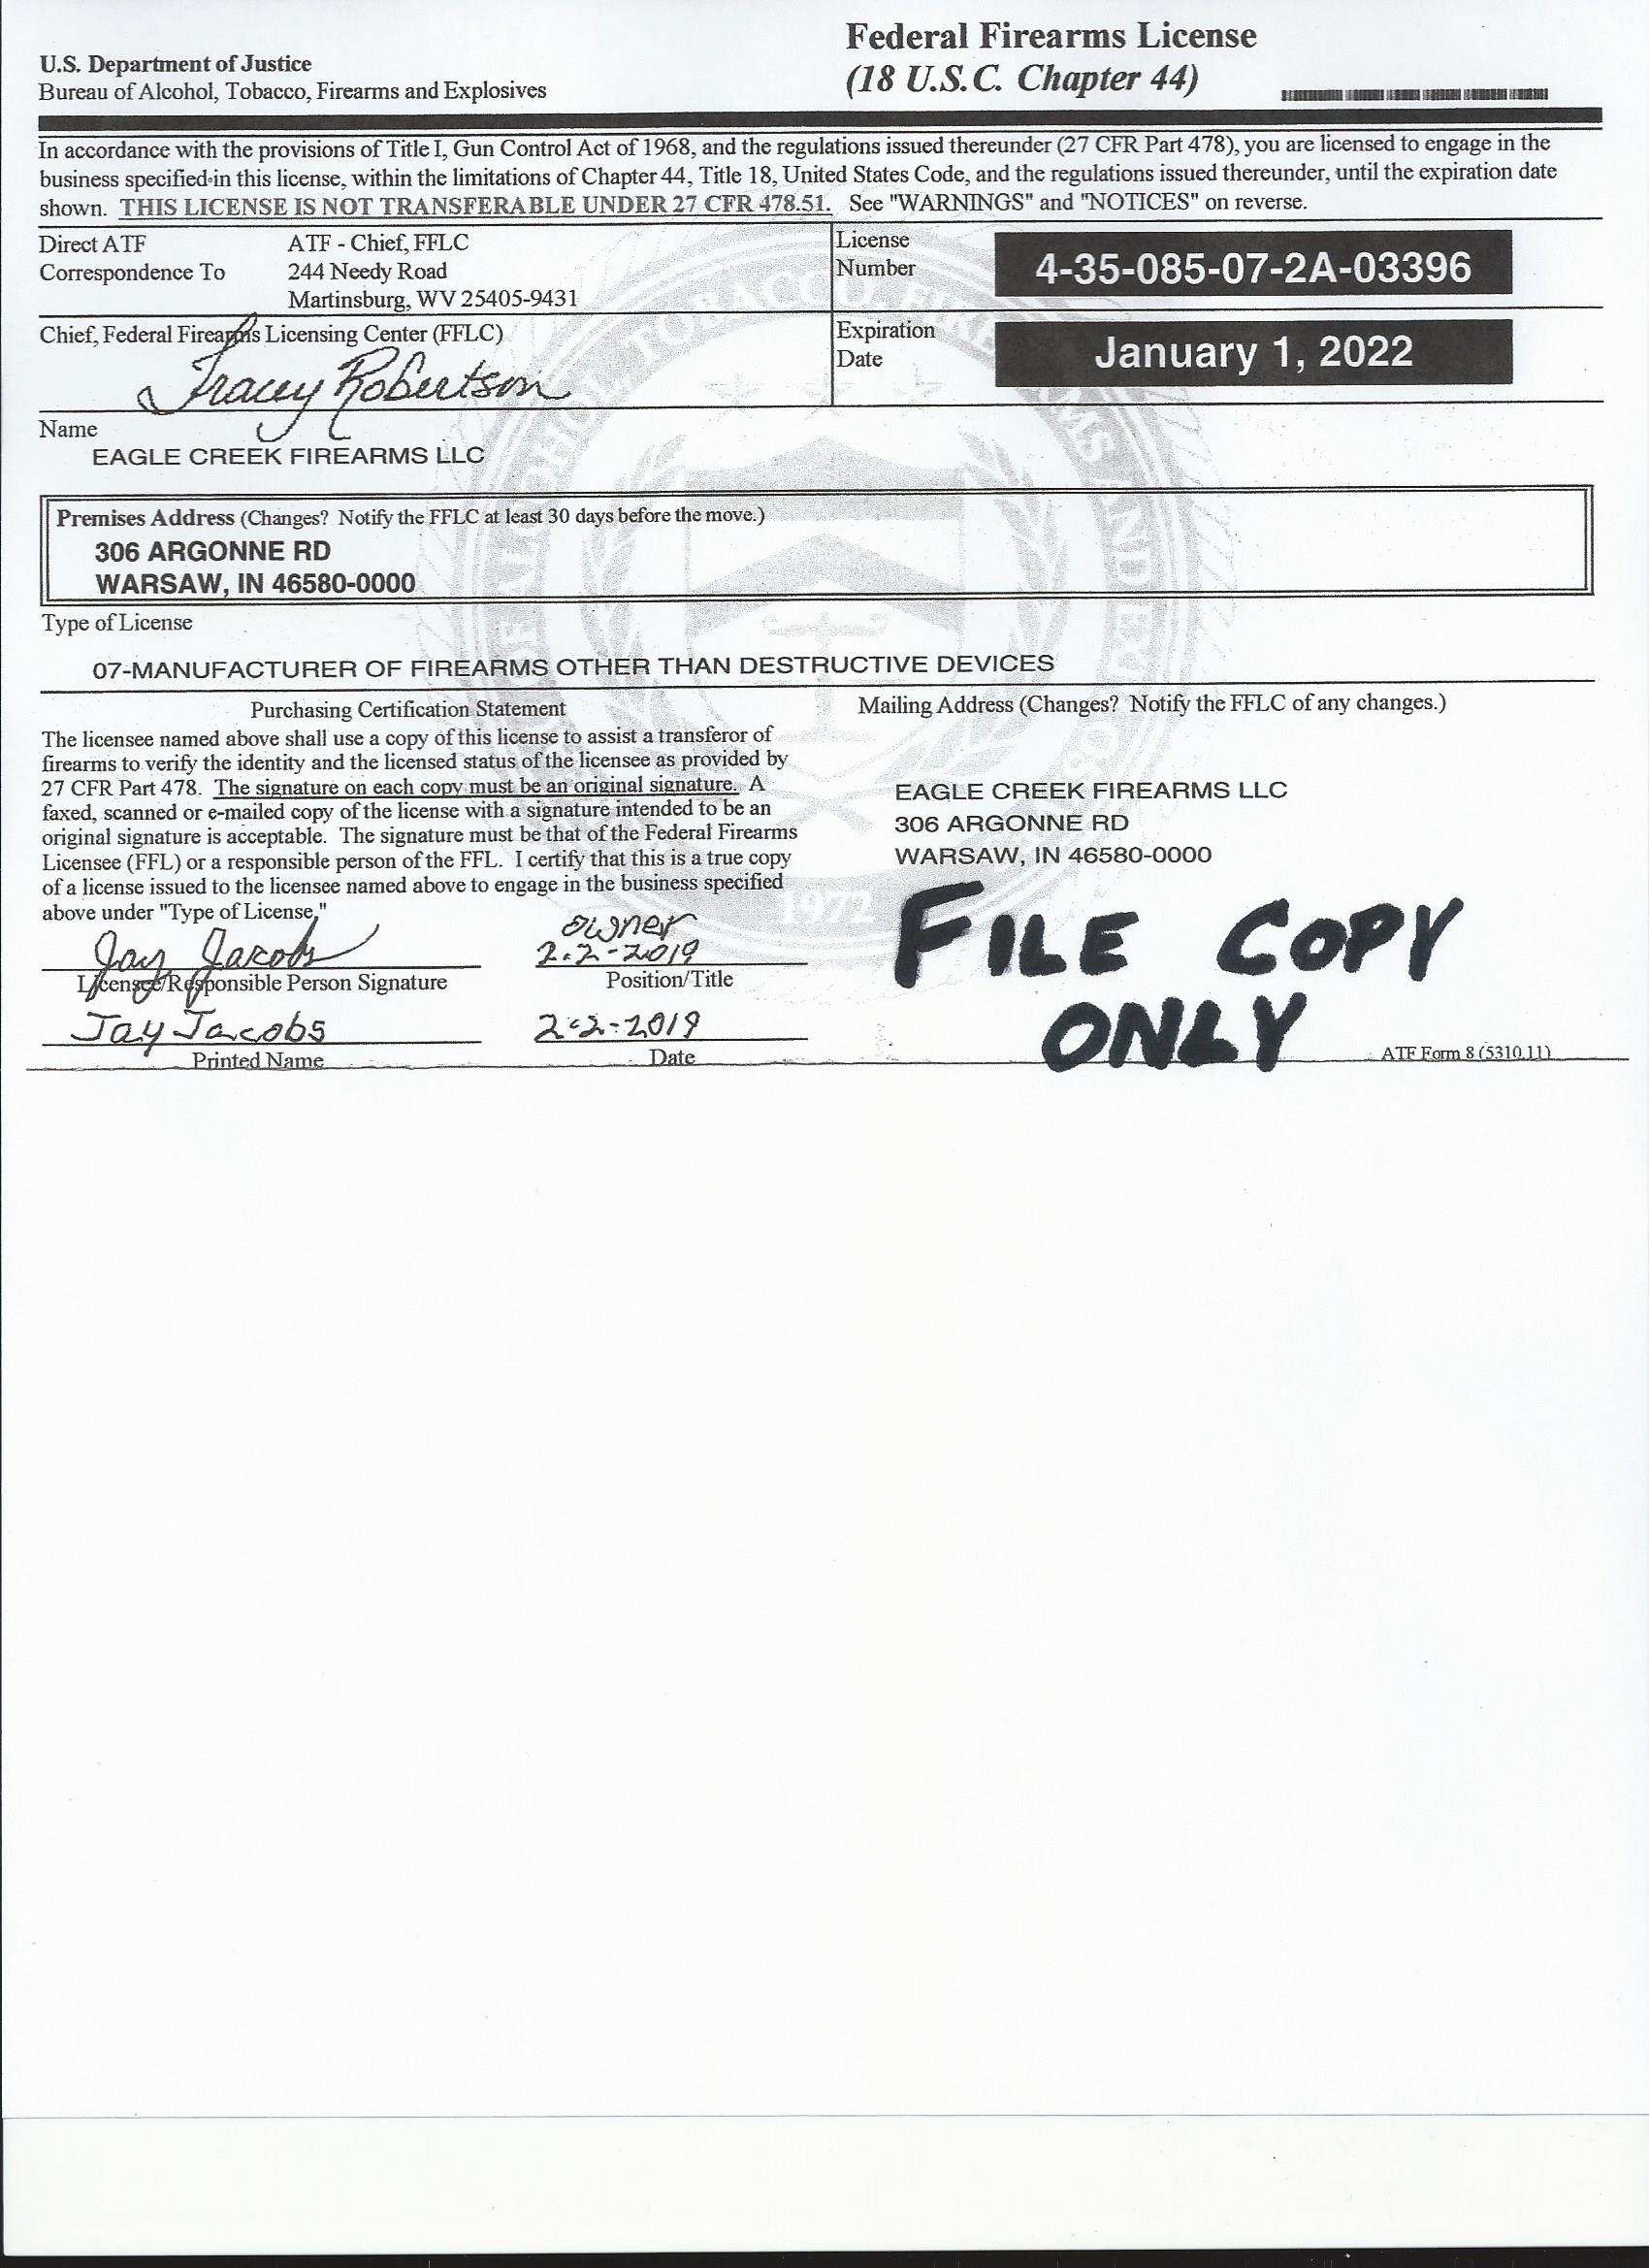 U.S. Department of Justice
Bureau of Alcohol, Tobacco, Firearms and Explosives
Federal Firearms License
(18 U.S.C. Chapter 44)
In accordance with the provisions of Title I, Gun Control Act of 1968, and the regulations issued thereunder (27 CFR Part 478), you are licensed to engage in the
business specified in this license, within the limitations of Chapter 44, Title 18, United States Code, and the regulations issued thereunder, until the expiration date
shown. THIS LICENSE IS NOT TRANSFERABLE UNDER 27 CFR 478.51. See "WARNINGS" and "NOTICES" on reverse.
Direct ATF
Correspondence To
ATF - Chief, FFLC
244 Needy Road
Martinsburg, WV 25405-9431
License
Number
4-35-085-07-2A-03396
Chief, Federal Firearms Licensing Center (FFLC)
Tracey Robertson
Expiration
Date
January 1, 2022
Name
EAGLE CREEK FIREARMS LLC
Premises Address (Changes? Notify the FFLC at least 30 days before the move.)
306 ARGONNE RD
WARSAW, IN 46580-0000
Type of License
07-MANUFACTURER OF FIREARMS OTHER THAN DESTRUCTIVE DEVICES
Purchasing Certification Statement
The licensee named above shall use a copy of this license to assist a transferor of
firearms to verify the identity and the licensed status of the licensee as provided by
27 CFR Part 478. The signature on each copy must be an original signature. A
faxed, scanned or e-mailed copy of the license with a signature intended to be an
original signature is acceptable. The signature must be that of the Federal Firearms
Licensee (FFL) or a responsible person of the FFL. I certify that this is a true copy
of a license issued to the licensee named above to engage in the business specified
above under "Type of License."
Jay Jacobs
Licensee/Responsible Person Signature
owner
2-2-2019
Position/Title
Jay Jacobs
Printed Name
2-2-2019
Date
Mailing Address (Changes? Notify the FFLC of any changes.)
EAGLE CREEK FIREARMS LLC
306 ARGONNE RD
WARSAW, IN 46580-0000
FILE COPY
ONLY
ATF Form 8 (5310.11)
1972